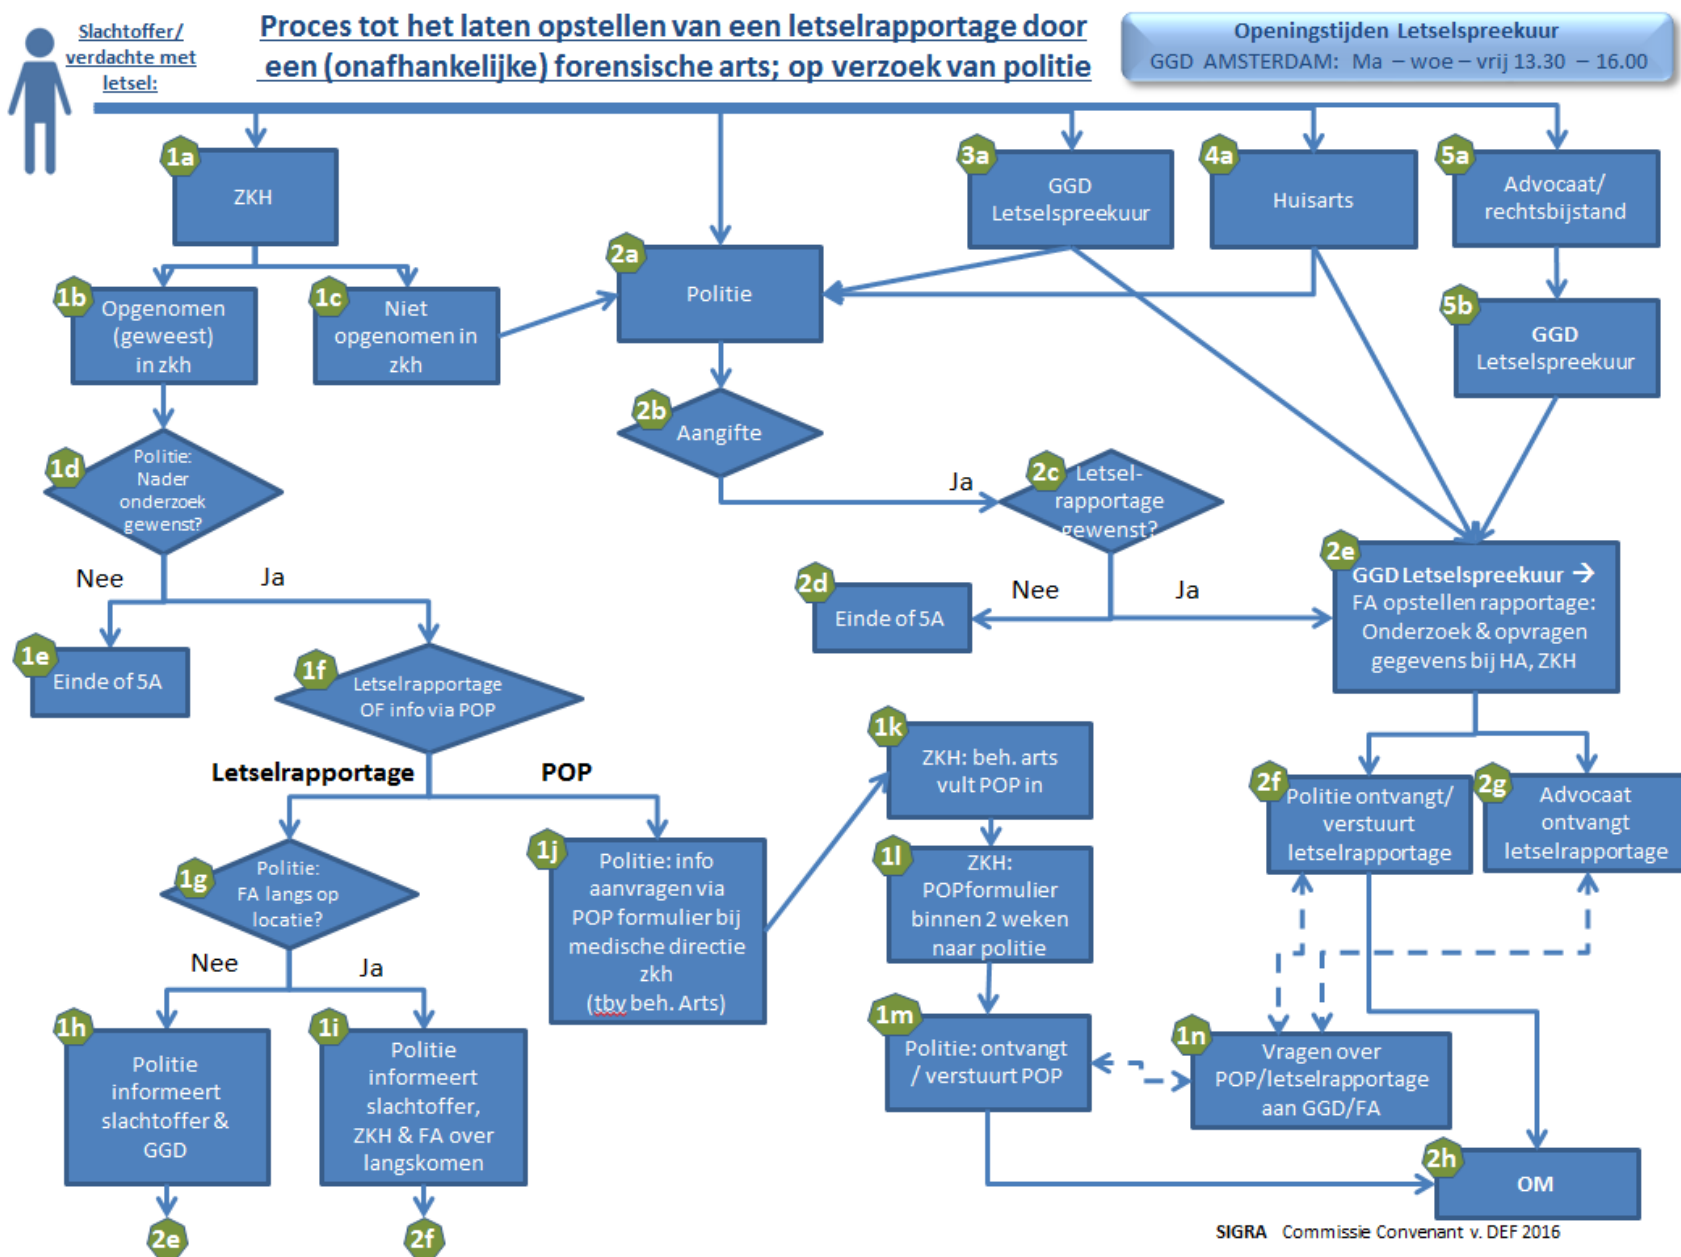 Slachtoffer/
verdachte met
letsel:
Proces tot het laten opstellen van een letselrapportage door
een (onafhankelijke) forensische arts; op verzoek van politie
Openingstijden Letselspreekuur
GGD AMSTERDAM: Ma – woe – vrij 13.30 – 16.00
1a
ZKH
3a
GGD
Letselspreekuur
4a
Huisarts
5a
Advocaat/
rechtsbijstand
1b
Opgenomen
(geweest)
in zkh
1c
Niet
opgenomen in
zkh
2a
Politie
5b
GGD
Letselspreekuur
2b
Aangifte
1d
Politie:
Nader
onderzoek
gewenst?
Ja
2c
Letsel-
rapportage
gewenst?
Nee
Ja
2d
Einde of 5A
Nee
Ja
2e
GGD Letselspreekuur →
FA opstellen rapportage:
Onderzoek & opvragen
gegevens bij HA, ZKH
1e
Einde of 5A
1f
Letselrapportage
OF info via POP
Letselrapportage
POP
1k
ZKH: beh. arts
vult POP in
2f
Politie ontvangt/
verstuurt
letselrapportage
2g
Advocaat
ontvangt
letselrapportage
1g
Politie:
FA langs op
locatie?
1j
Politie: info
aanvragen via
POP formulier bij
medische directie
zkh
(tbv beh. Arts)
1l
ZKH:
POPformulier
binnen 2 weken
naar politie
Nee
Ja
1h
Politie
informeert
slachtoffer &
GGD
1i
Politie
informeert
slachtoffer,
ZKH & FA over
langskomen
1m
Politie: ontvangt
/ verstuurt POP
1n
Vragen over
POP/letselrapportage
aan GGD/FA
2h
OM
2e
2f
SIGRA Commissie Convenant v. DEF 2016